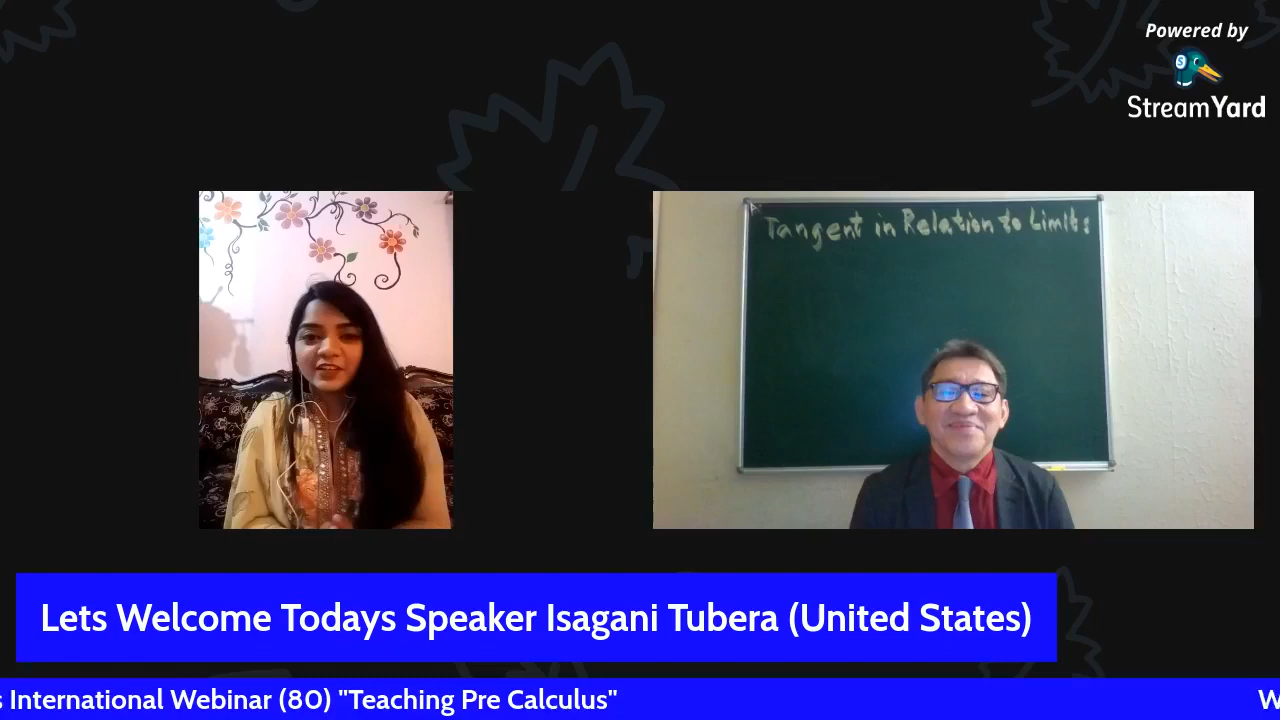 Powered by
StreamYard
Tangent in Relation to Limit:
Lets Welcome Todays Speaker Isagani Tubera (United States)
s International Webinar (80) "Teaching Pre Calculus"
W